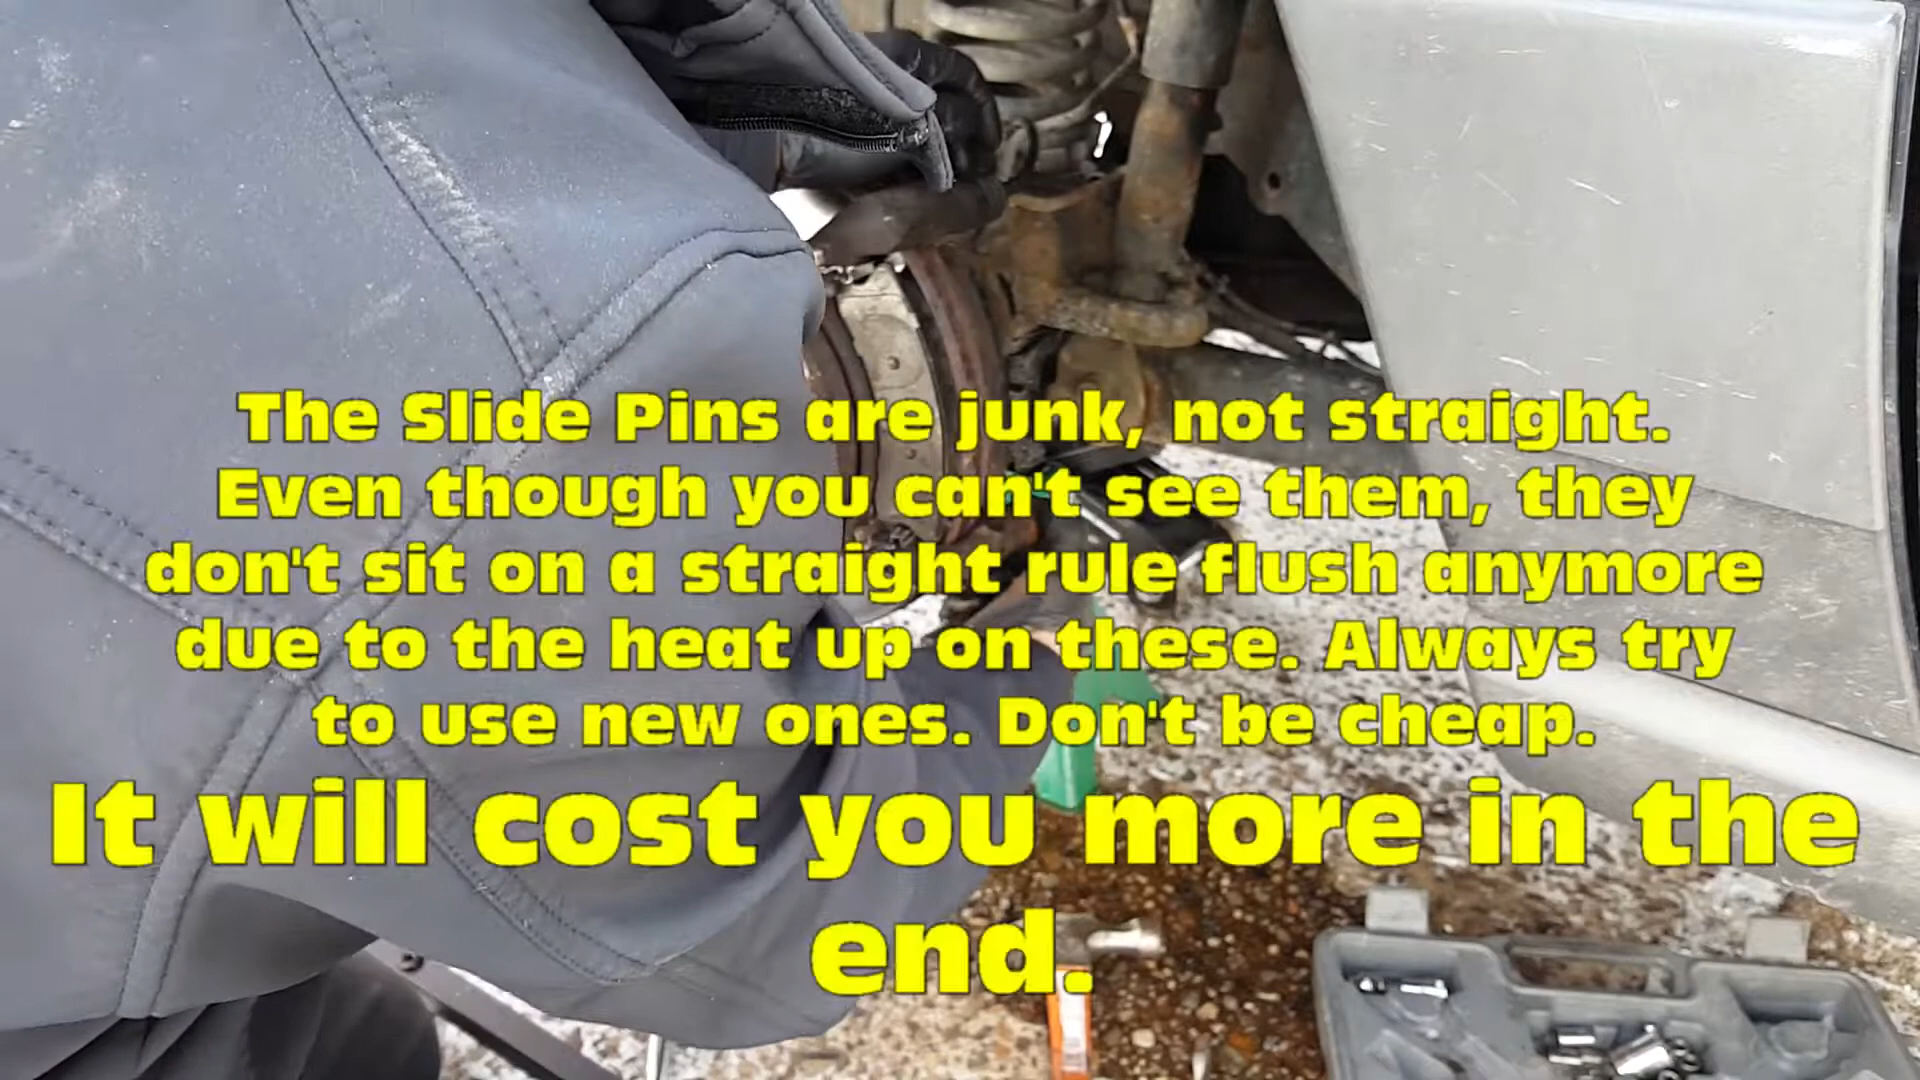 The Slide Pins are junk, not straight.
Even though you can't see them, they
don't sit on a straight rule flush anymore
due to the heat up on these. Always try
to use new ones. Don't be cheap.
It will cost you more in the
end.